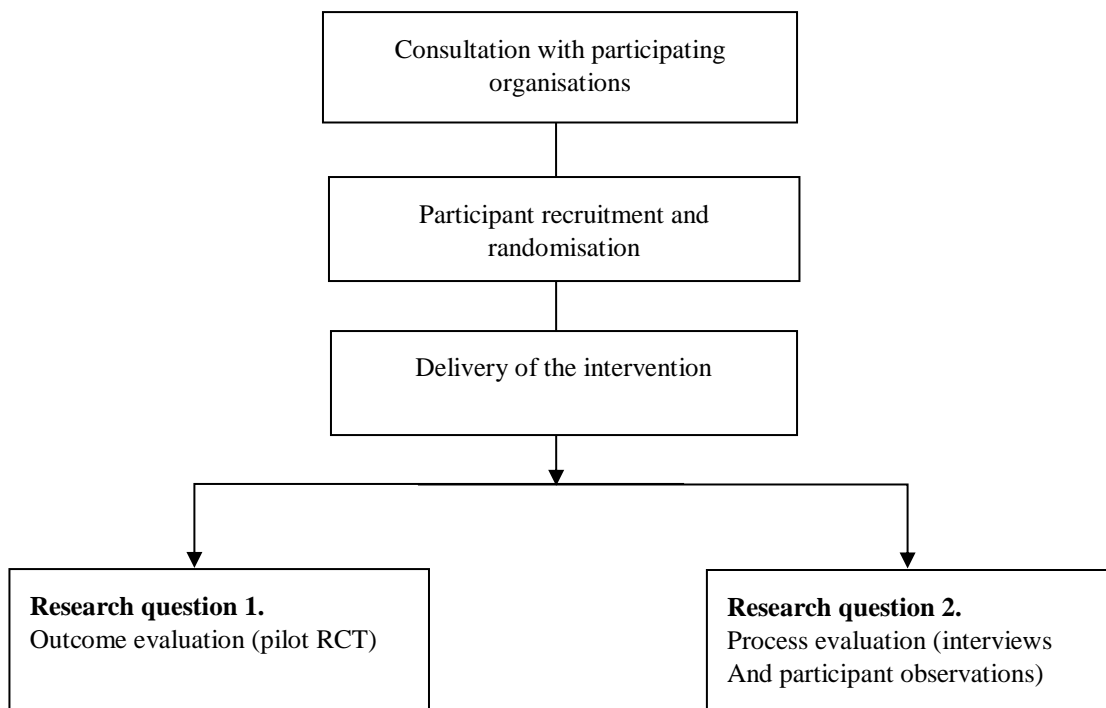 Consultation with participating
organisations
Participant recruitment and
randomisation
Delivery of the intervention
Research question 1.
Outcome evaluation (pilot RCT)
Research question 2.
Process evaluation (interviews
And participant observations)